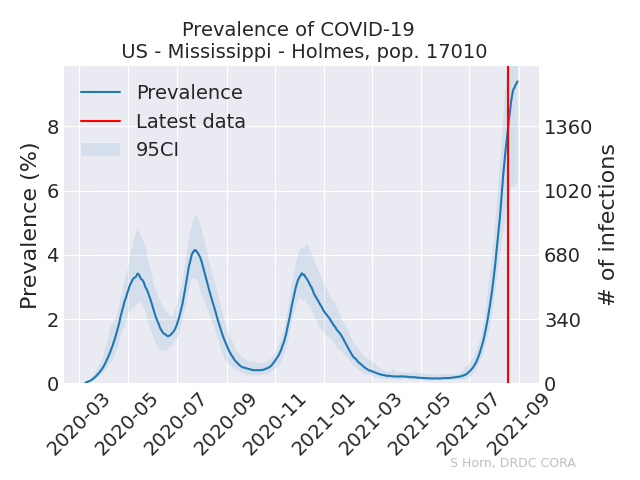 Prevalence of COVID-19
US - Mississippi - Holmes, pop. 17010
Prevalence
Latest data
95CI
Prevalence (%)
8
6
4
2
0
1360
1020
680
340
0
# of infections
2020-03
2020-05
2020-07
2020-09
2020-11
2021-01
2021-03
2021-05
2021-07
2021-09
S Horn, DRDC CORA